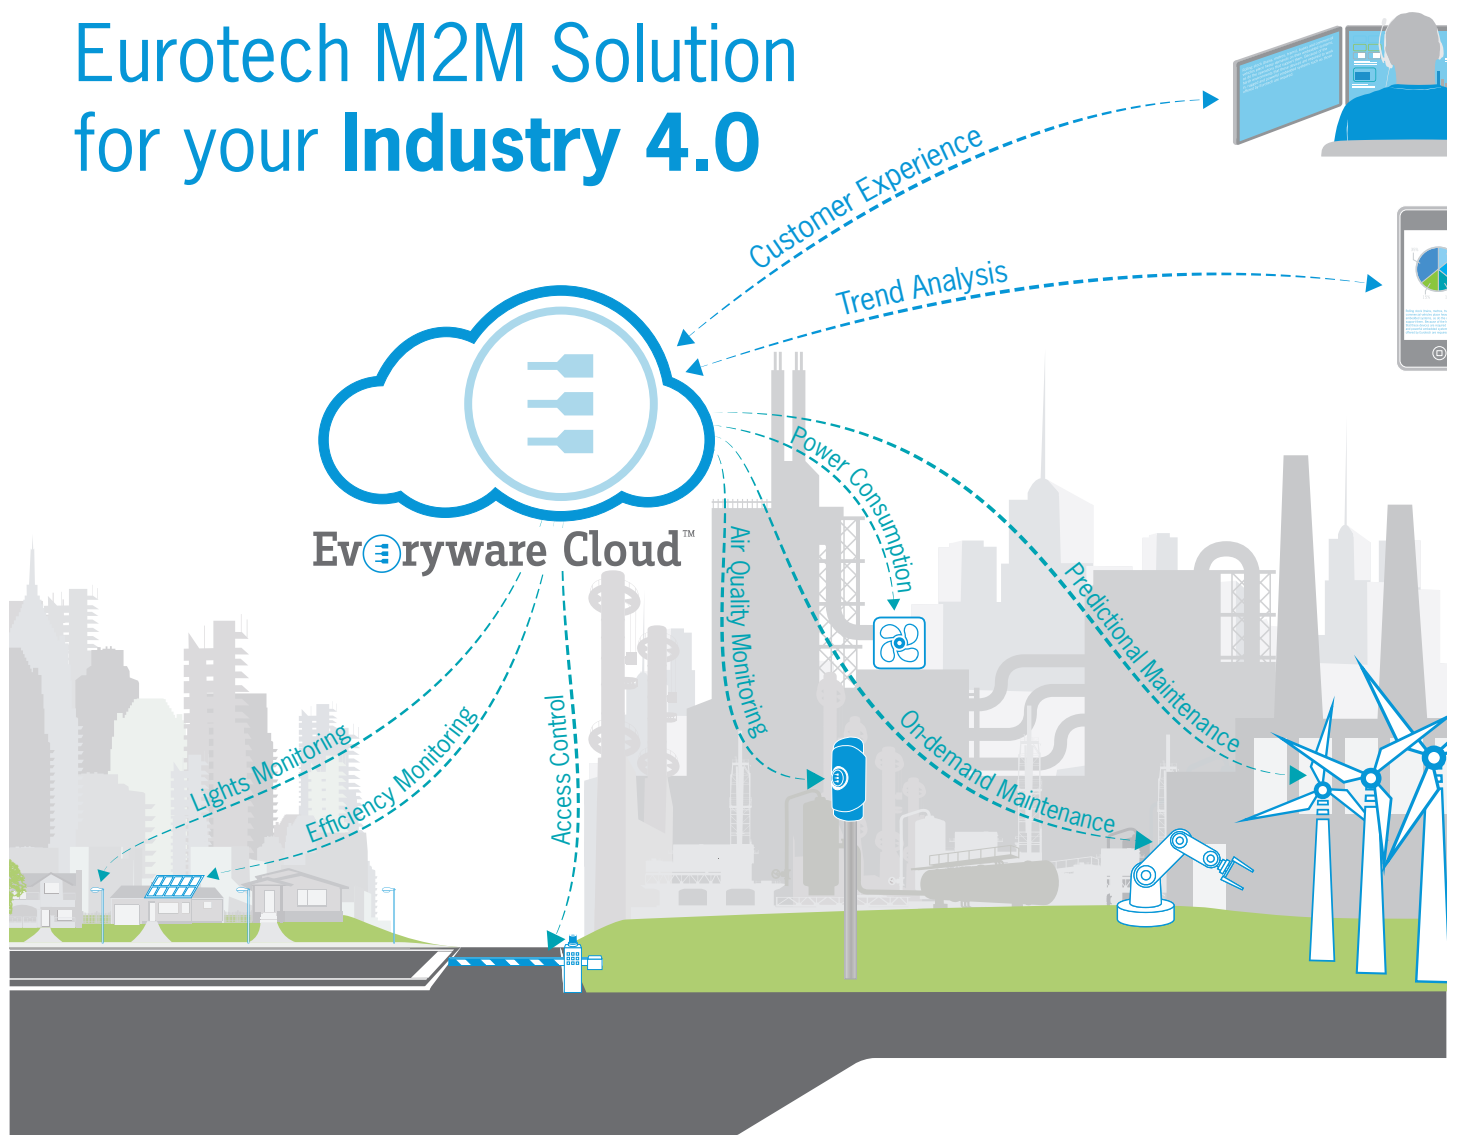 Eurotech M2M Solution
for your Industry 4.0
Customer Experience
Trend Analysis
Power Consumption
Everyware Cloud™
Air Quality Monitoring
Predictional Maintenance
On-demand Maintenance
Lights Monitoring
Efficiency Monitoring
Access Control